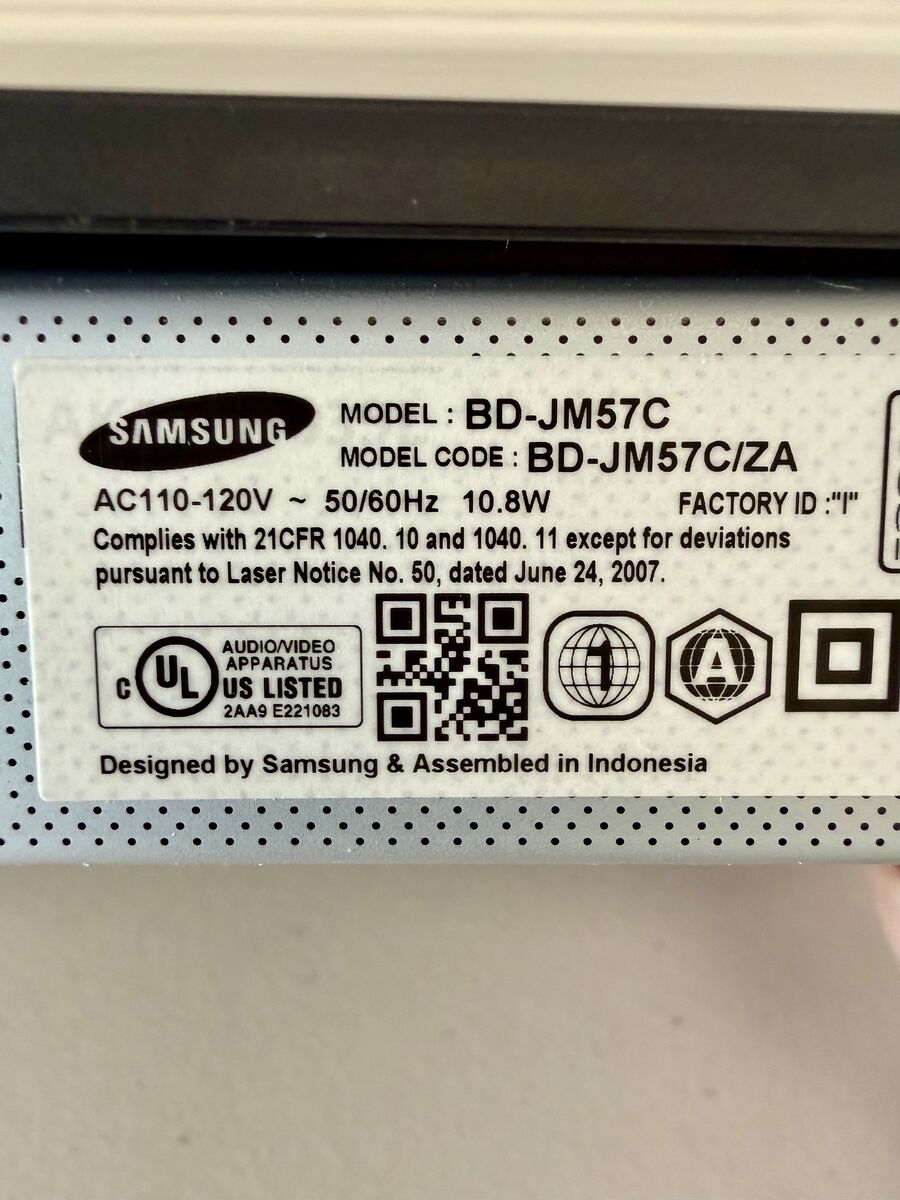 SAMSUNG
MODEL : BD-JM57C
MODEL CODE : BD-JM57C/ZA
AC110-120V ~ 50/60Hz 10.8W FACTORY ID :"I"
Complies with 21CFR 1040. 10 and 1040. 11 except for deviations
pursuant to Laser Notice No. 50, dated June 24, 2007.
AUDIO/VIDEO
APPARATUS
C UL US LISTED
2AA9 E221083
1
A
Designed by Samsung & Assembled in Indonesia